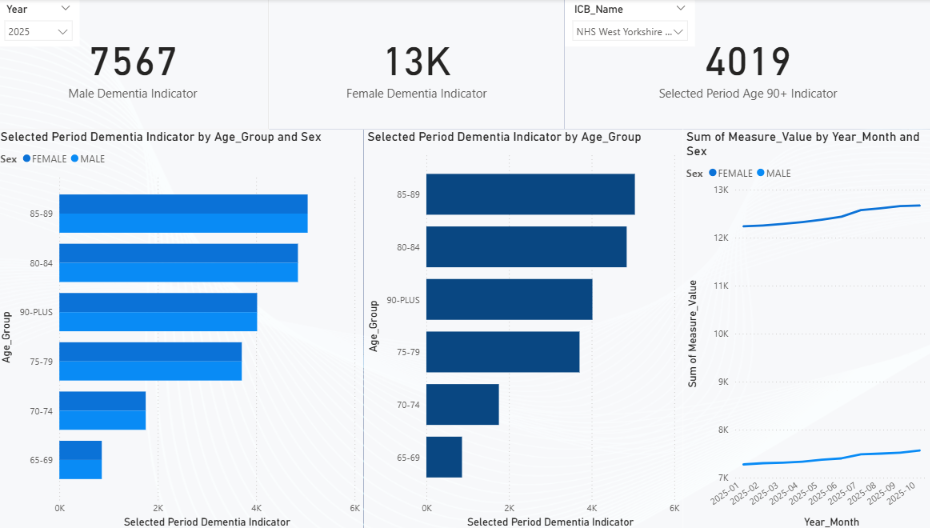 Year
2025
7567
Male Dementia Indicator
13K
Female Dementia Indicator
ICB_Name
NHS West Yorkshire ...
4019
Selected Period Age 90+ Indicator
Selected Period Dementia Indicator by Age_Group and Sex
Sex FEMALE MALE
Age_Group
85-89
80-84
90-PLUS
75-79
70-74
65-69
0K 2K 4K 6K
Selected Period Dementia Indicator
Selected Period Dementia Indicator by Age_Group
Age_Group
85-89
80-84
90-PLUS
75-79
70-74
65-69
0K 2K 4K 6K
Selected Period Dementia Indicator
Sum of Measure_Value by Year_Month and
Sex
Sex FEMALE MALE
Sum of Measure_Value
13K
12K
11K
10K
9K
8K
7K
2025-01 2025-02 2025-03 2025-04 2025-05 2025-06 2025-07 2025-08 2025-09 2025-10
Year_Month